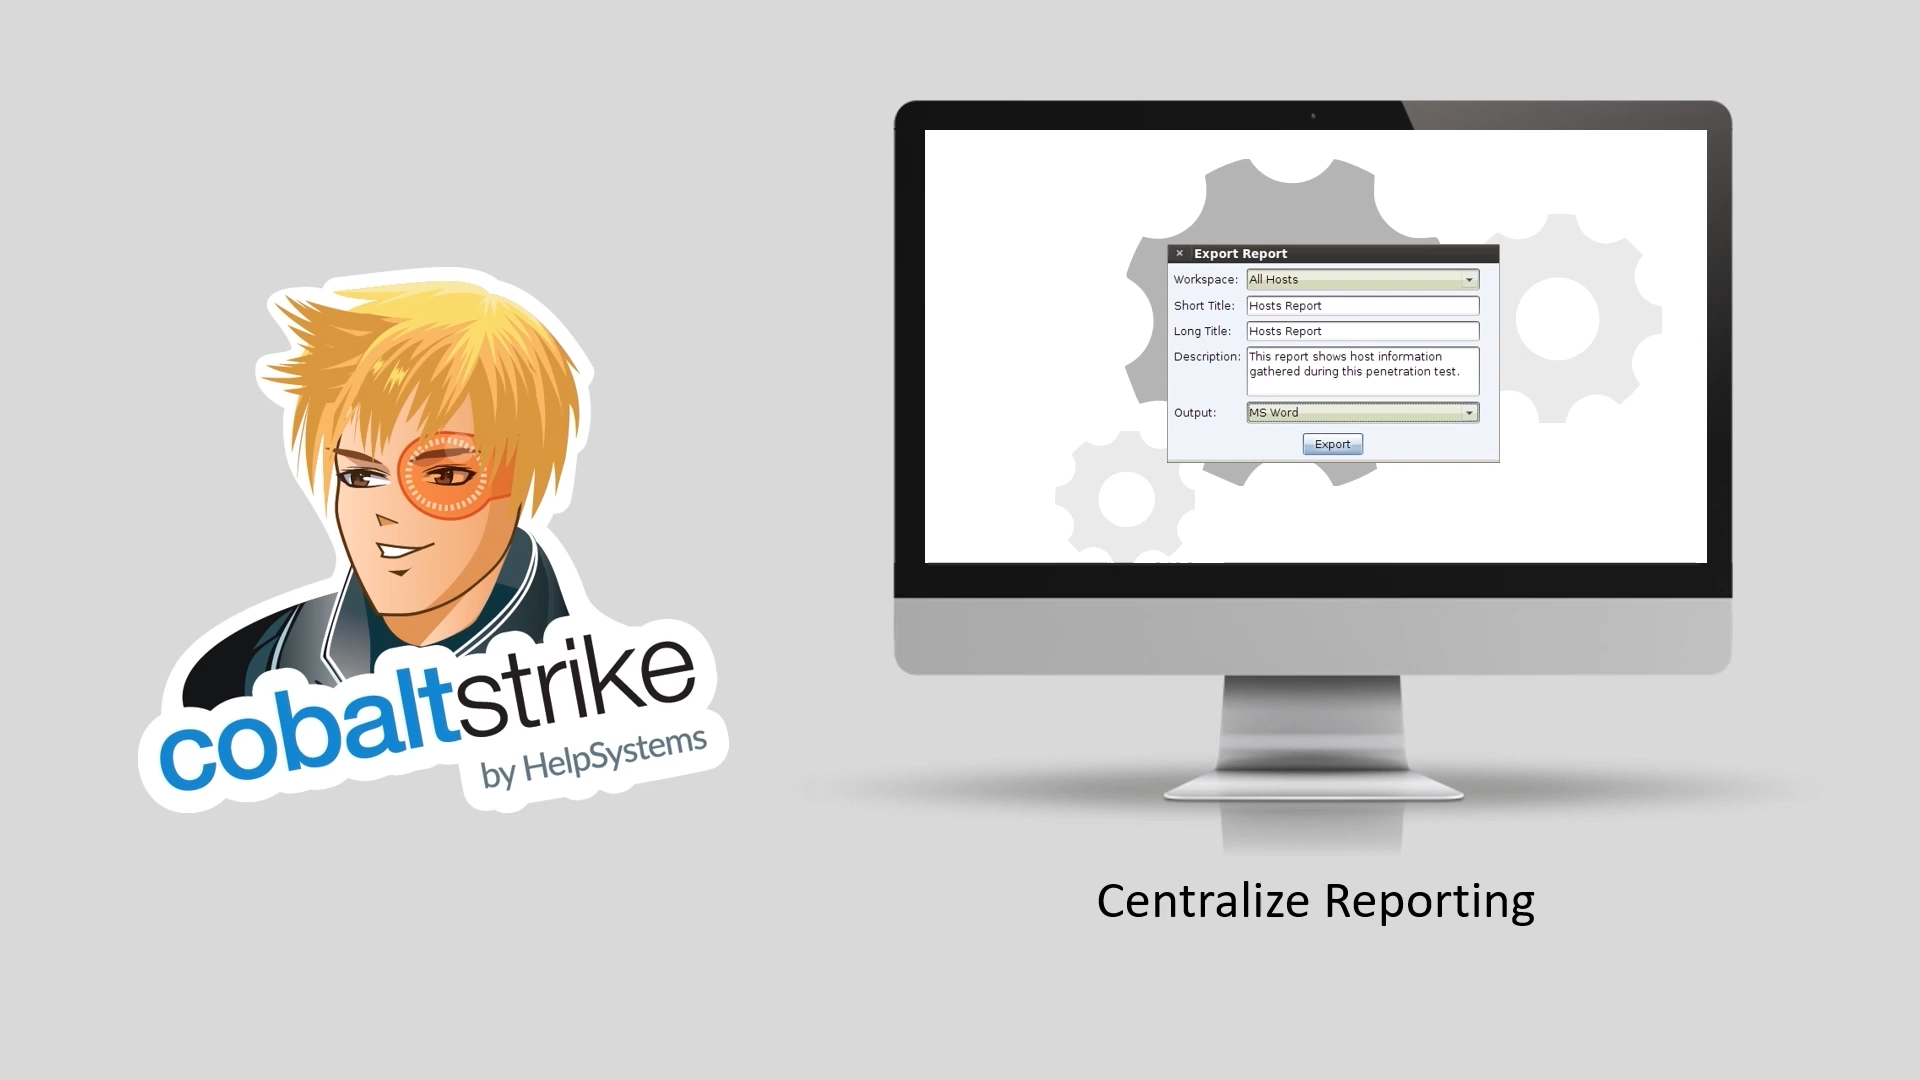 cobaltstrike
by HelpSystems
Export Report
Workspace: All Hosts
Short Title: Hosts Report
Long Title: Hosts Report
Description: This report shows host information
gathered during this penetration test.
Output: MS Word
Export
Centralize Reporting